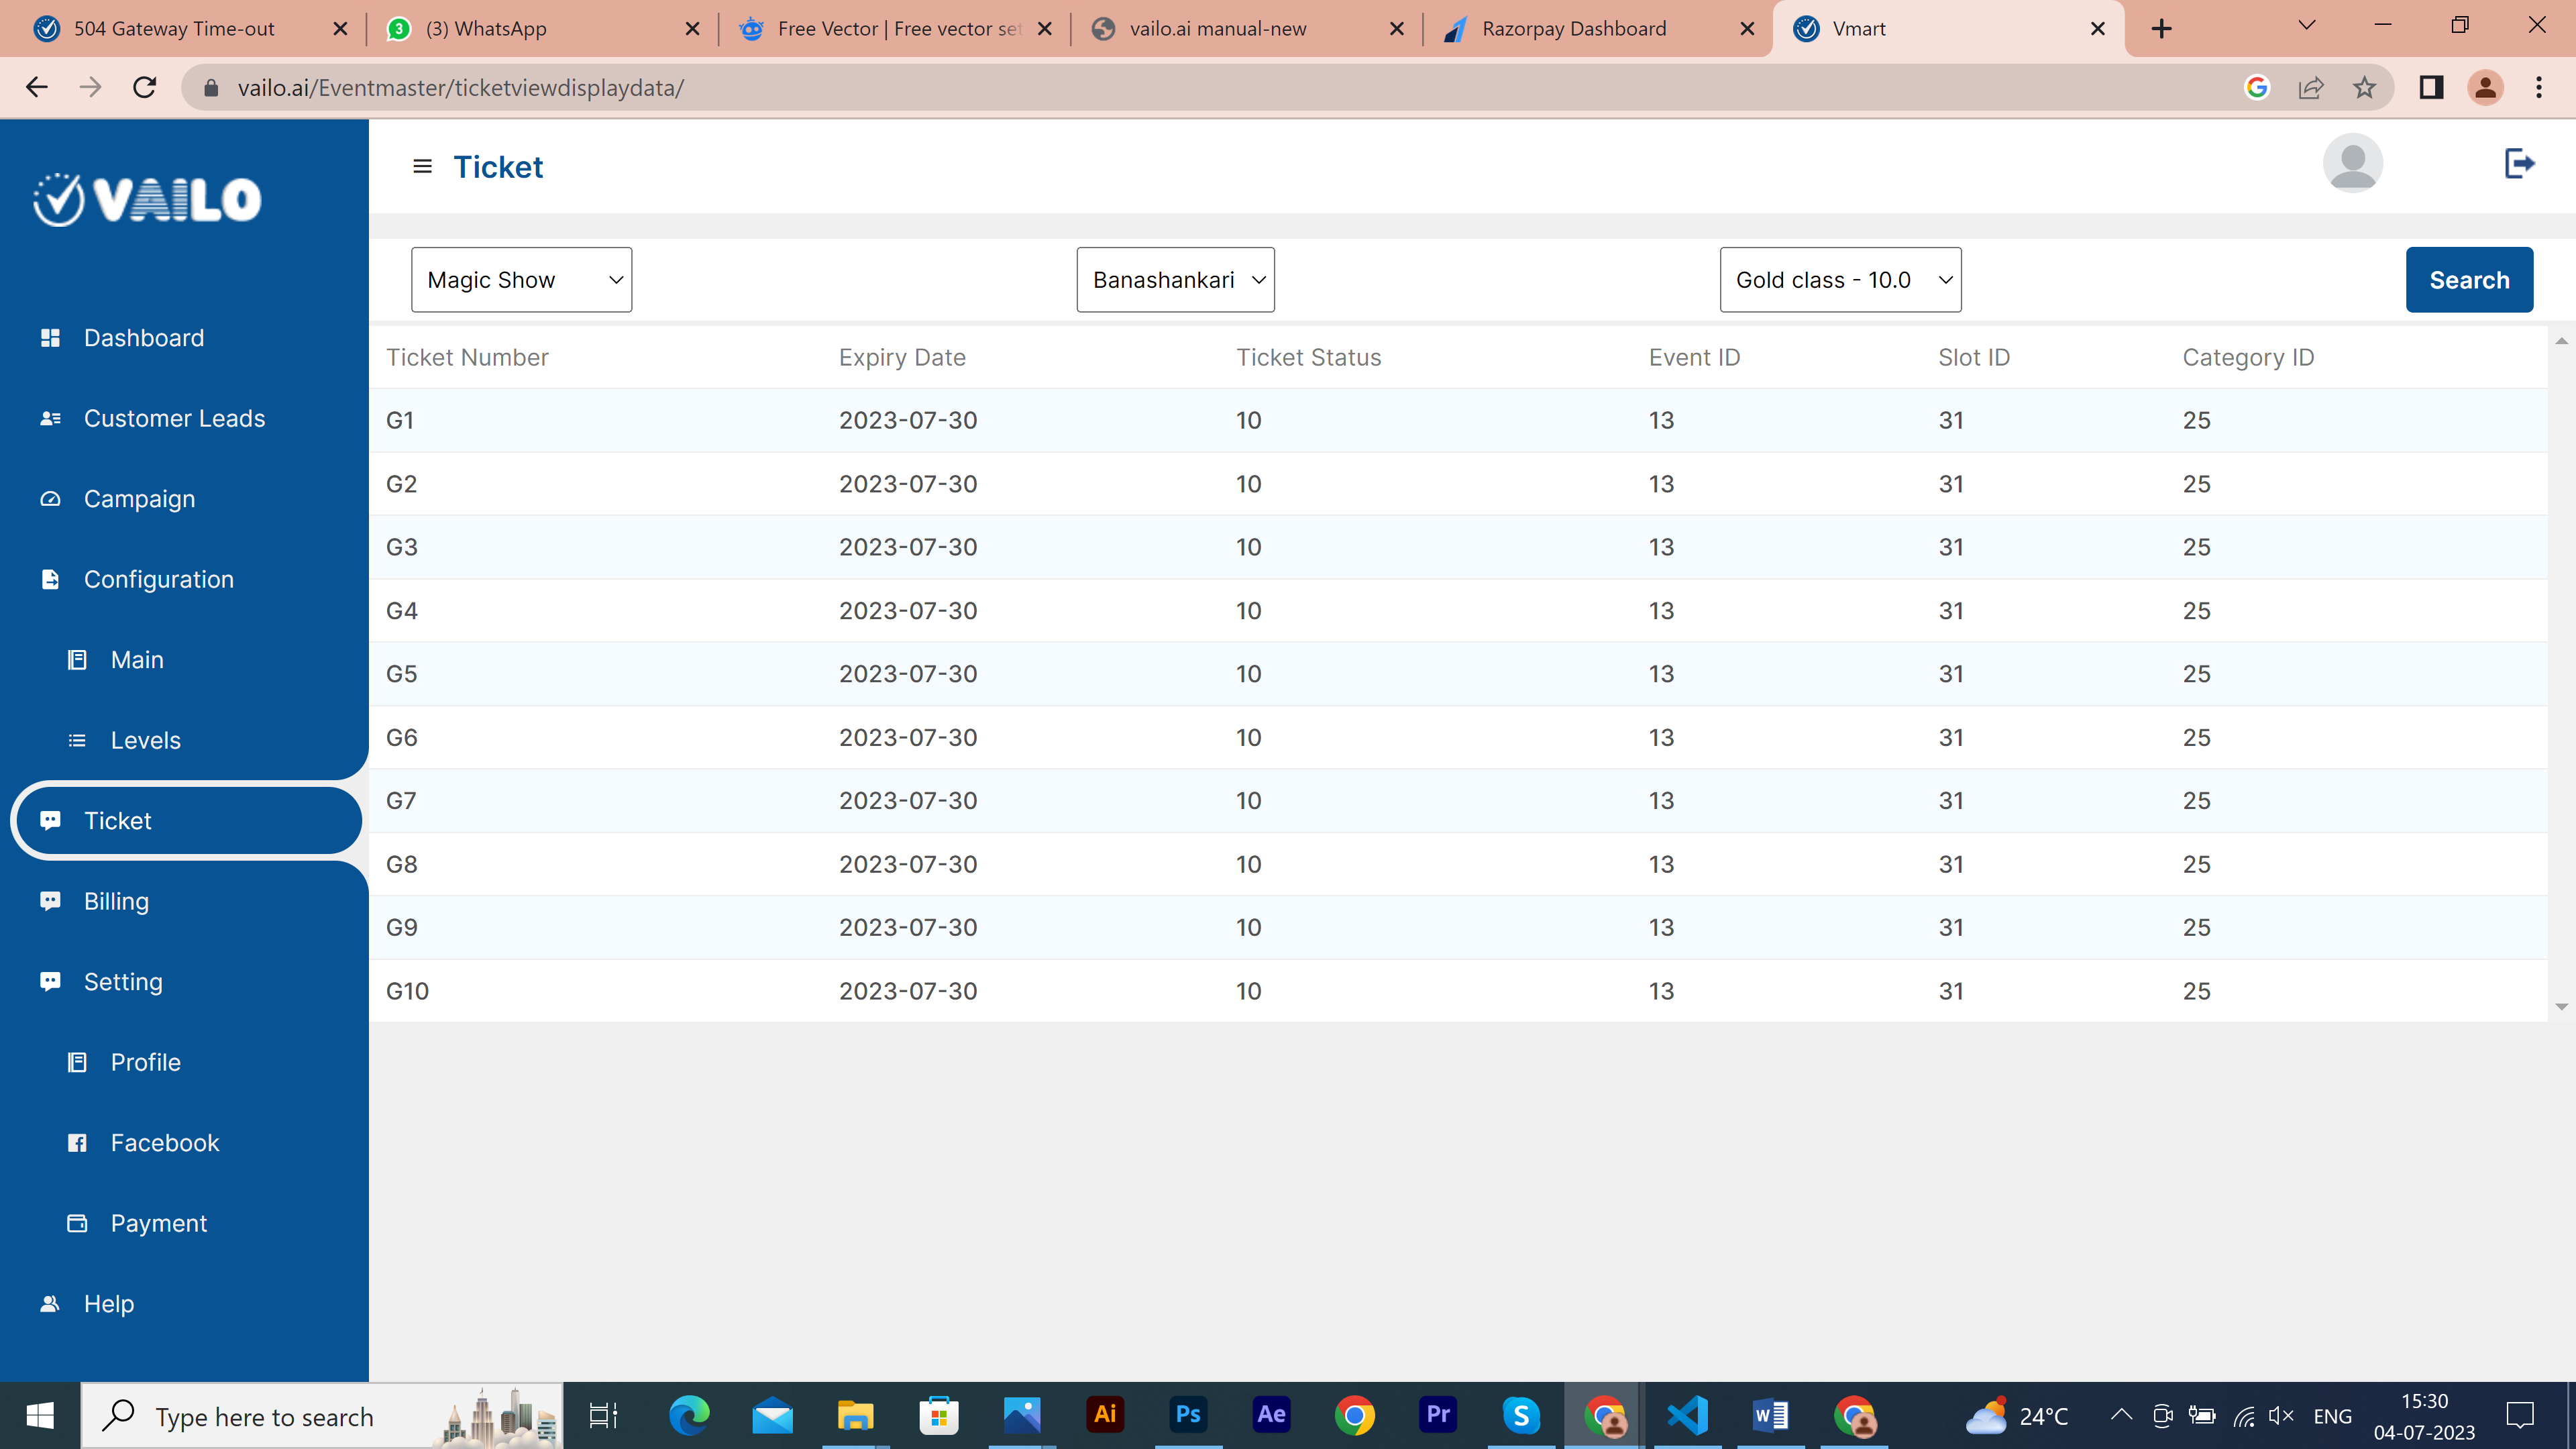 504 Gateway Time-out
3 (3) WhatsApp
Free Vector | Free vector set
vailo.ai manual-new
Razorpay Dashboard
Vmart
vailo.ai/Eventmaster/ticketviewdisplaydata/
VAILO
Ticket
Magic Show
Banashankari
Gold class - 10.0
Search
Dashboard
Customer Leads
Campaign
Configuration
Main
Levels
Ticket
Billing
Setting
Profile
Facebook
Payment
Help
Ticket Number Expiry Date Ticket Status Event ID Slot ID Category ID
G1 2023-07-30 10 13 31 25
G2 2023-07-30 10 13 31 25
G3 2023-07-30 10 13 31 25
G4 2023-07-30 10 13 31 25
G5 2023-07-30 10 13 31 25
G6 2023-07-30 10 13 31 25
G7 2023-07-30 10 13 31 25
G8 2023-07-30 10 13 31 25
G9 2023-07-30 10 13 31 25
G10 2023-07-30 10 13 31 25
Type here to search
Ai
Ps
Ae
Pr
S
W
24°C
ENG
15:30
04-07-2023